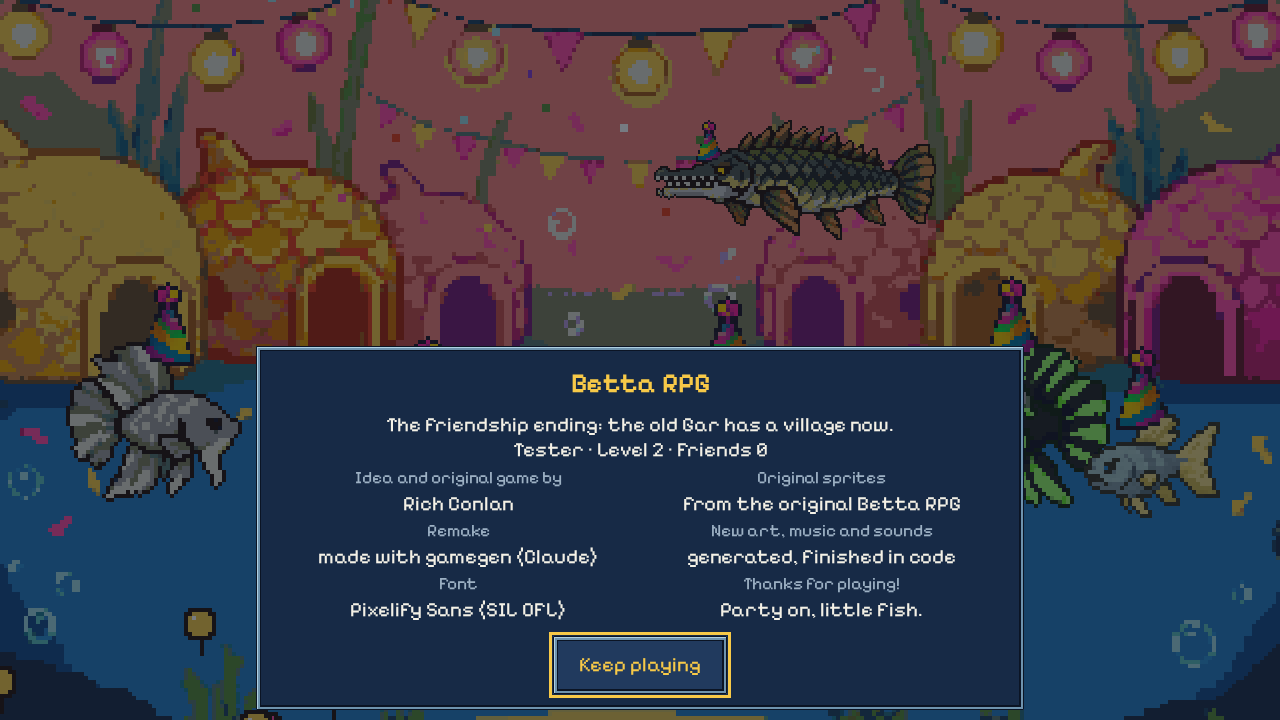 Betta RPG
The friendship ending: the old Gar has a village now.
Tester · Level 2 · Friends 0
Idea and original game by
Rich Conlan
Remake
made with gamegen (Claude)
Font
Pixelify Sans (SIL OFL)
Original sprites
From the original Betta RPG
New art, music and sounds
generated, finished in code
Thanks for playing!
Party on, little fish.
Keep playing